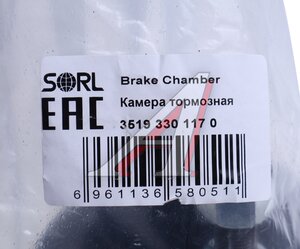 SORL
Brake Chamber
EAC
Камера тормозная
3519 330 117 0
6 961136 580511